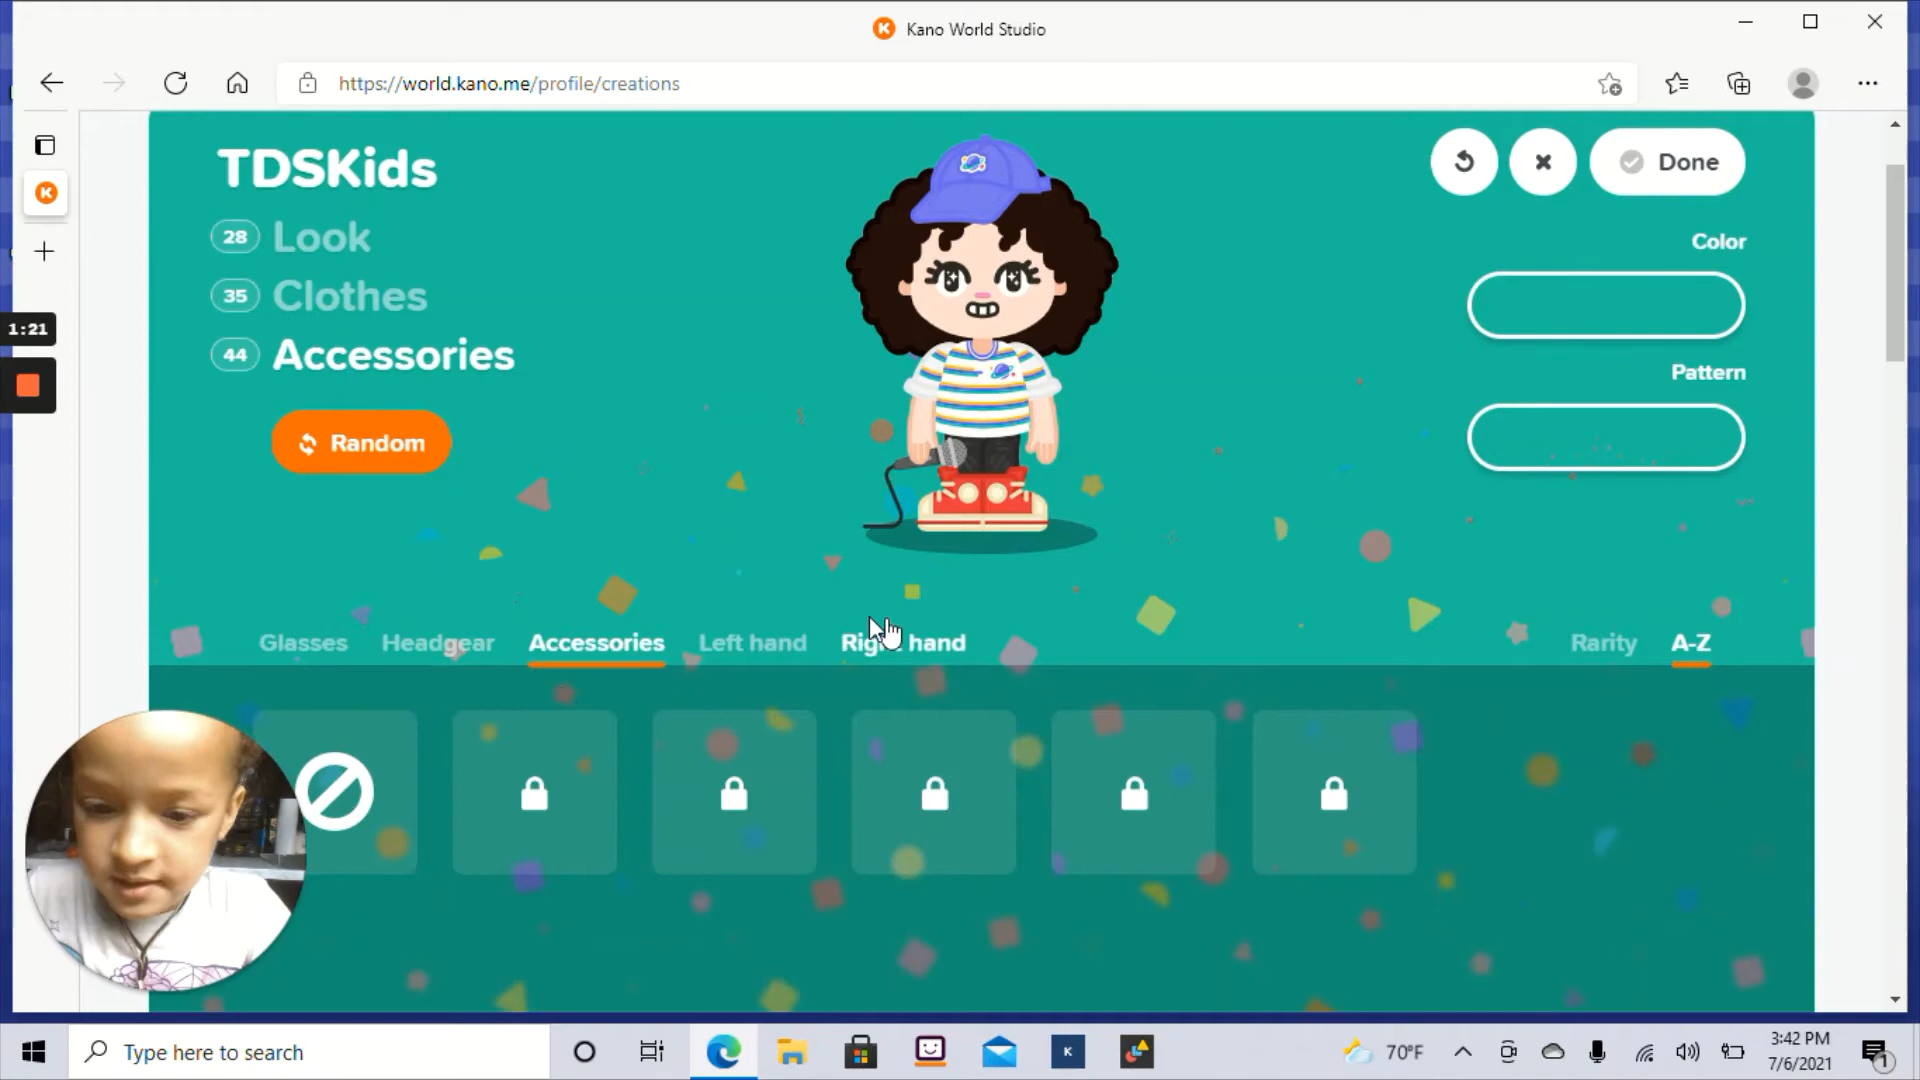 Kano World Studio
https://world.kano.me/profile/creations
TDSKids
28 Look
35 Clothes
44 Accessories
Random
Done
Color
Pattern
1:21
Glasses Headgear Accessories Left hand Right hand Rarity A-Z
Type here to search
70°F
3:42 PM
7/6/2021
1